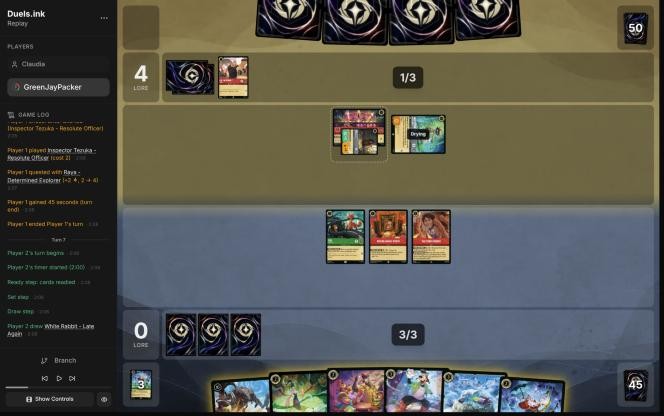 Duels.ink
Replay
...
PLAYERS
Claudia
GreenJayPacker
GAME LOG
(Inspector Tezuka - Resolute Officer)
Player 1 played Inspector Tezuka -
Resolute Officer (cost 2)
Player 1 quested with Raya -
Determined Explorer
Player 1 gained 45 seconds (turn
end)
Player 1 ended Player 1's turn
Turn 7
Player 2's turn begins
Player 2's timer started (2:00)
Ready step: cards readied
Set step
Draw step
Player 2 drew White Rabbit - Late
Again
Branch
Show Controls
50
4
LORE
1/3
Drying
0
LORE
3/3
3
45